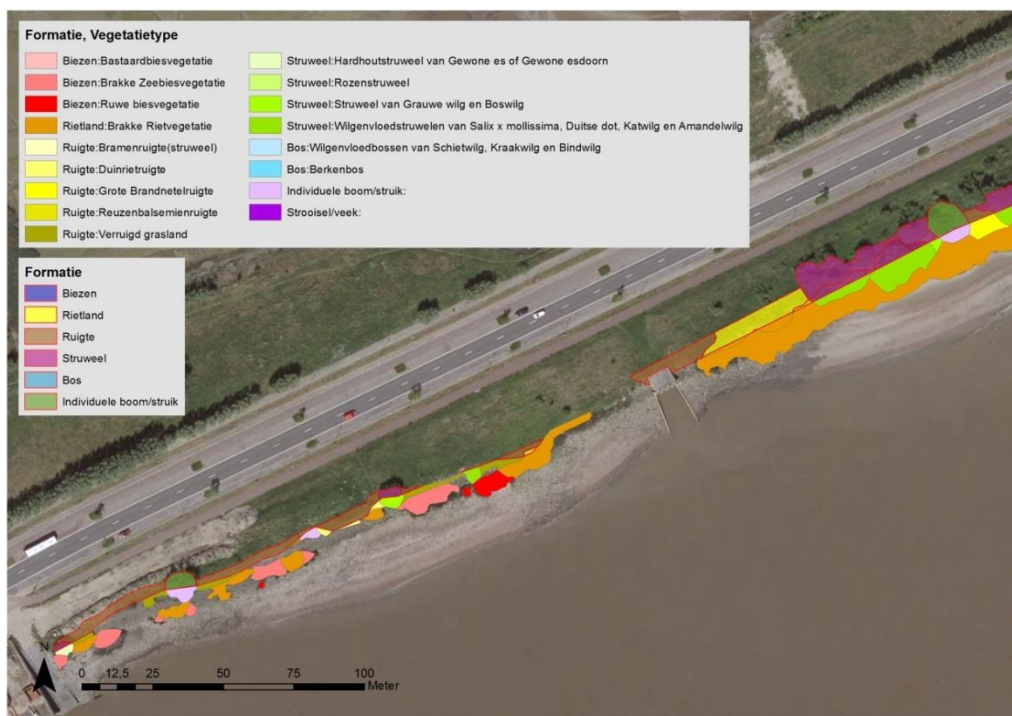 Formatie, Vegetatietype
Biezen:Bastaardbiesvegetatie
Biezen:Brakke Zeebiesvegetatie
Biezen:Ruwe biesvegetatie
Rietland:Brakke Rietvegetatie
Ruigte:Bramenruigte(struweel)
Ruigte:Duinrietruigte
Ruigte:Grote Brandnetelruigte
Ruigte:Reuzenbalsemienruigte
Ruigte:Verruigd grasland
Struweel:Hardhoutstruweel van Gewone es of Gewone esdoorn
Struweel:Rozenstruweel
Struweel:Struweel van Grauwe wilg en Boswilg
Struweel:Wilgenvloedstruwelen van Salix x mollissima, Duitse dot, Katwilg en Amandelwilg
Bos:Wilgenvloedbossen van Schietwilg, Kraakwilg en Bindwilg
Bos:Berkenbos
Individuele boom/struik:
Strooisel/veek:
Formatie
Biezen
Rietland
Ruigte
Struweel
Bos
Individuele boom/struik
N
0 12,5 25 50 75 100
Meter